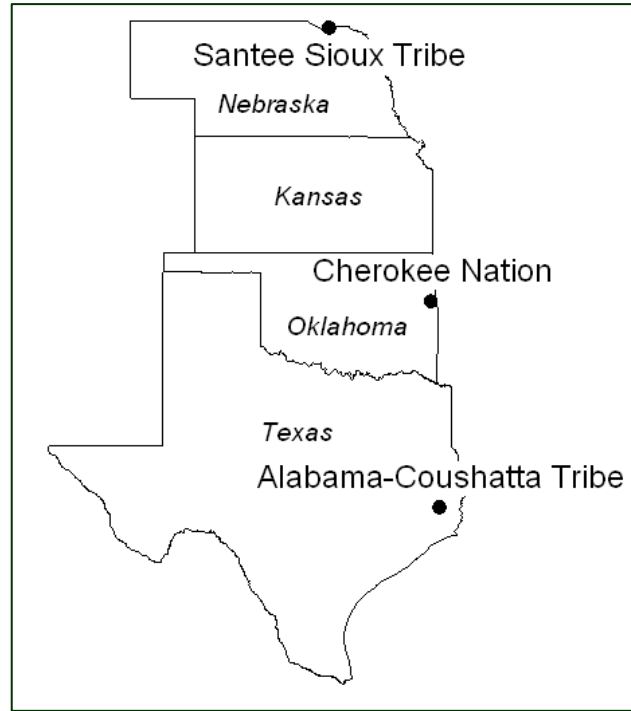 Santee Sioux Tribe
Nebraska
Kansas
Cherokee Nation
Oklahoma
Texas
Alabama-Coushatta Tribe